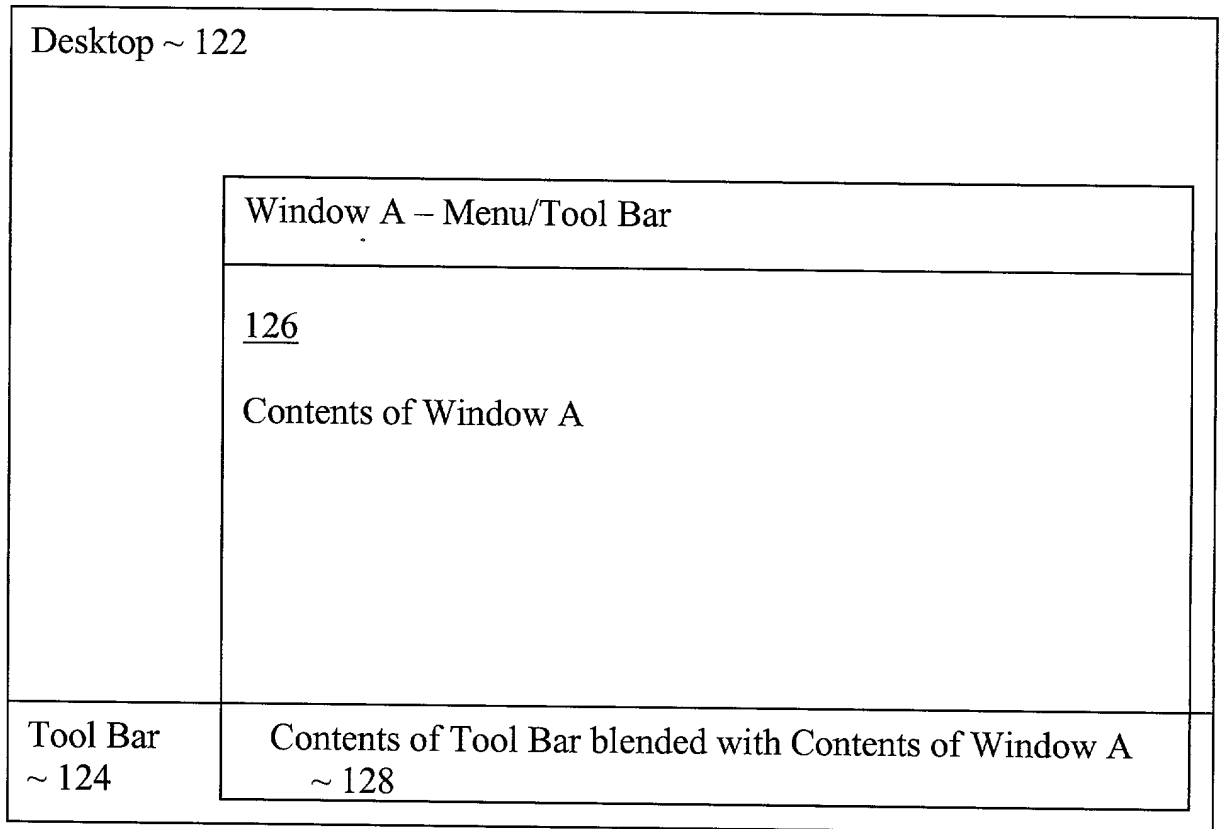 Desktop ~ 122
Window A – Menu/Tool Bar
126
Contents of Window A
Tool Bar
~ 124
Contents of Tool Bar blended with Contents of Window A
~ 128